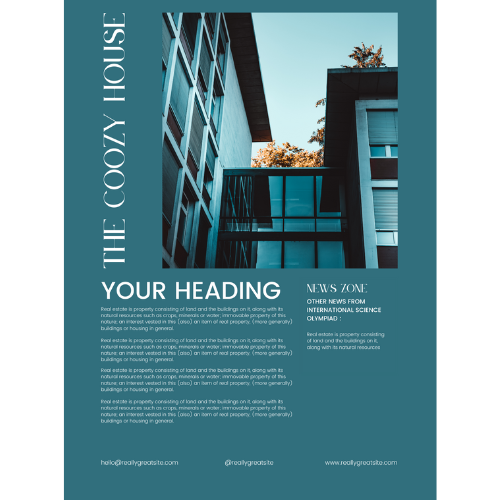 THE COOZY HOUSE
YOUR HEADING
Real estate is property consisting of land and the buildings on it, along with its
natural resources such as crops, minerals or water; immovable property of this
nature; an interest vested in this (also) an item of real property, (more generally)
buildings or housing in general.
Real estate is property consisting of land and the buildings on it, along with its
natural resources such as crops, minerals or water; immovable property of this
nature; an interest vested in this (also) an item of real property, (more generally)
buildings or housing in general.
Real estate is property consisting of land and the buildings on it, along with its
natural resources such as crops, minerals or water; immovable property of this
nature; an interest vested in this (also) an item of real property, (more generally)
buildings or housing in general.
Real estate is property consisting of land and the buildings on it, along with its
natural resources such as crops, minerals or water; immovable property of this
nature; an interest vested in this (also) an item of real property, (more generally)
buildings or housing in general.
NEWS ZONE
OTHER NEWS FROM
INTERNATIONAL SCIENCE
OLYMPIAD :
Real estate is property consisting
of land and the buildings on it,
along with its natural resources
hello@reallygreatsite.com
@reallygreatsite
www.reallygreatsite.com